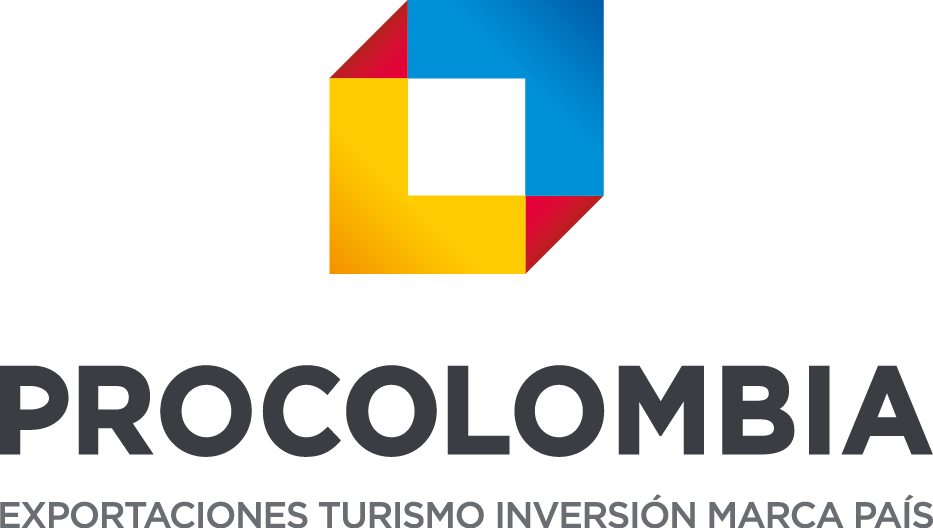 PROCOLOMBIA
EXPORTACIONES TURISMO INVERSIÓN MARCA PAÍS